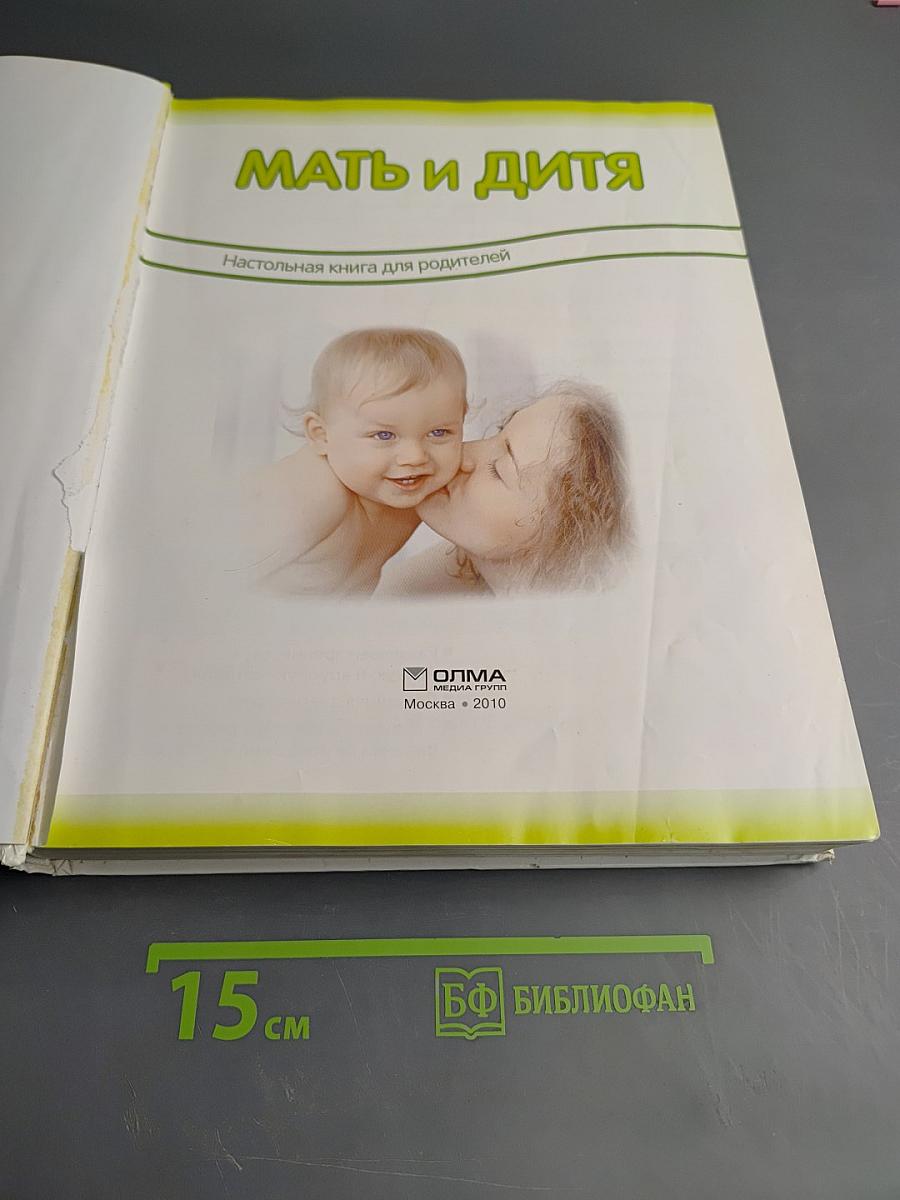 МАТЬ и ДИТЯ
Настольная книга для родителей
ОЛМА
МЕДИА ГРУПП
Москва • 2010
15 см
БФ БИБЛИОФАН